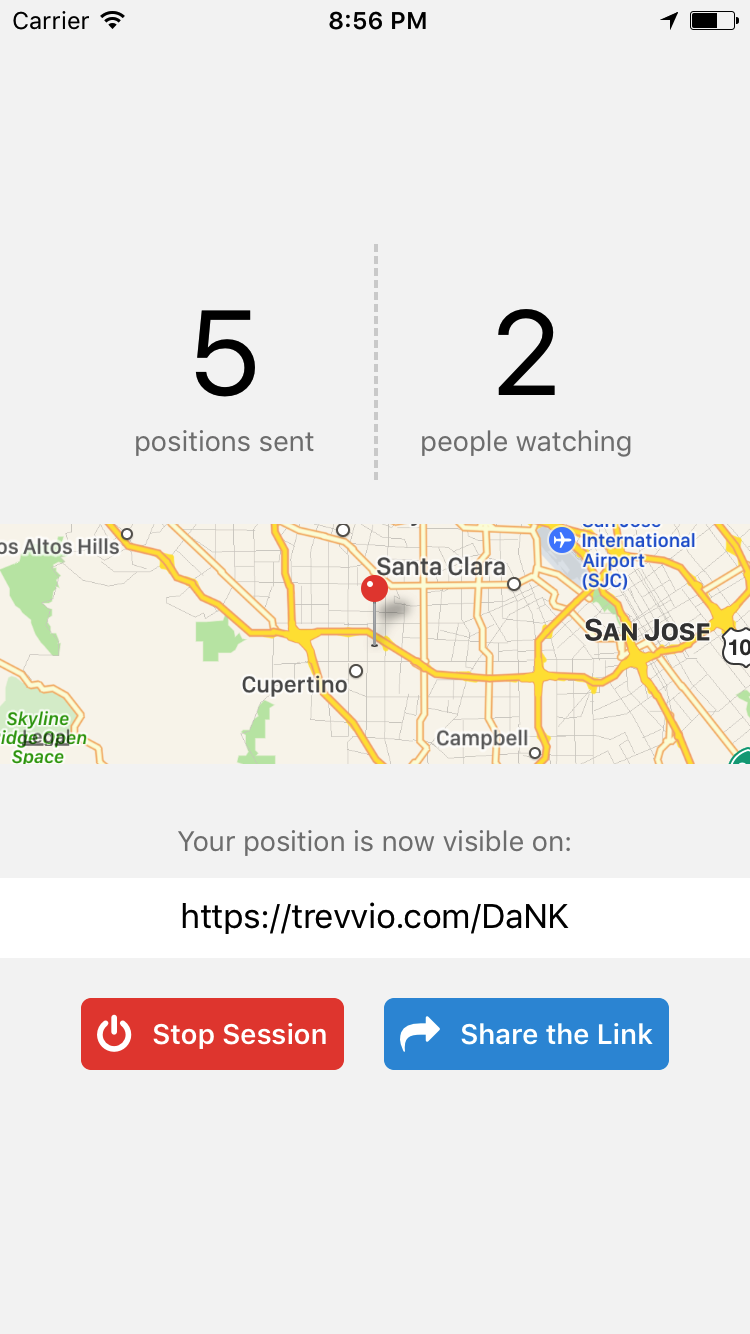 Carrier
8:56 PM
5
positions sent
2
people watching
os Altos Hills
International
Airport
(SJC)
Santa Clara
SAN JOSE
10
Cupertino
Skyline
Open
Space
Legal
Campbell
Your position is now visible on:
https://trevvio.com/DaNK
Stop Session
Share the Link